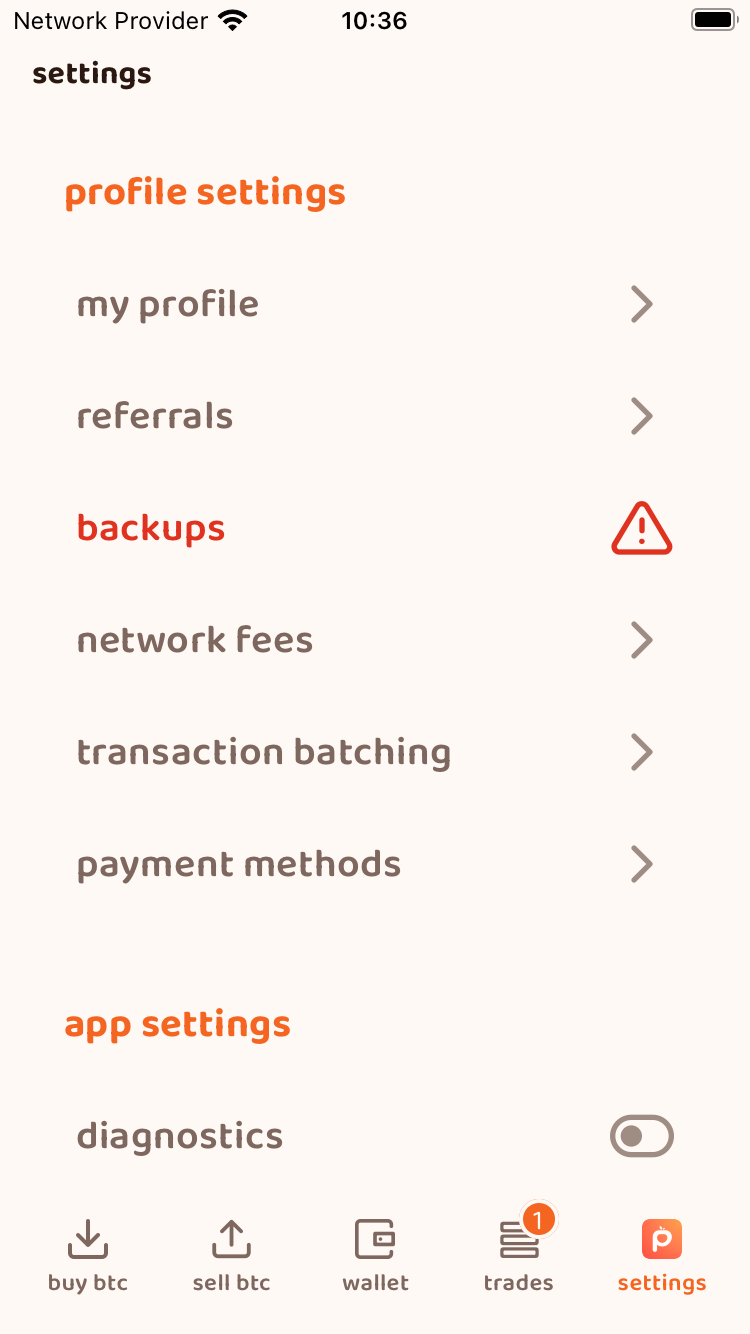 Network Provider 10:36
settings
profile settings
my profile
referrals
backups
network fees
transaction batching
payment methods
app settings
diagnostics
1
buy btc sell btc wallet trades settings